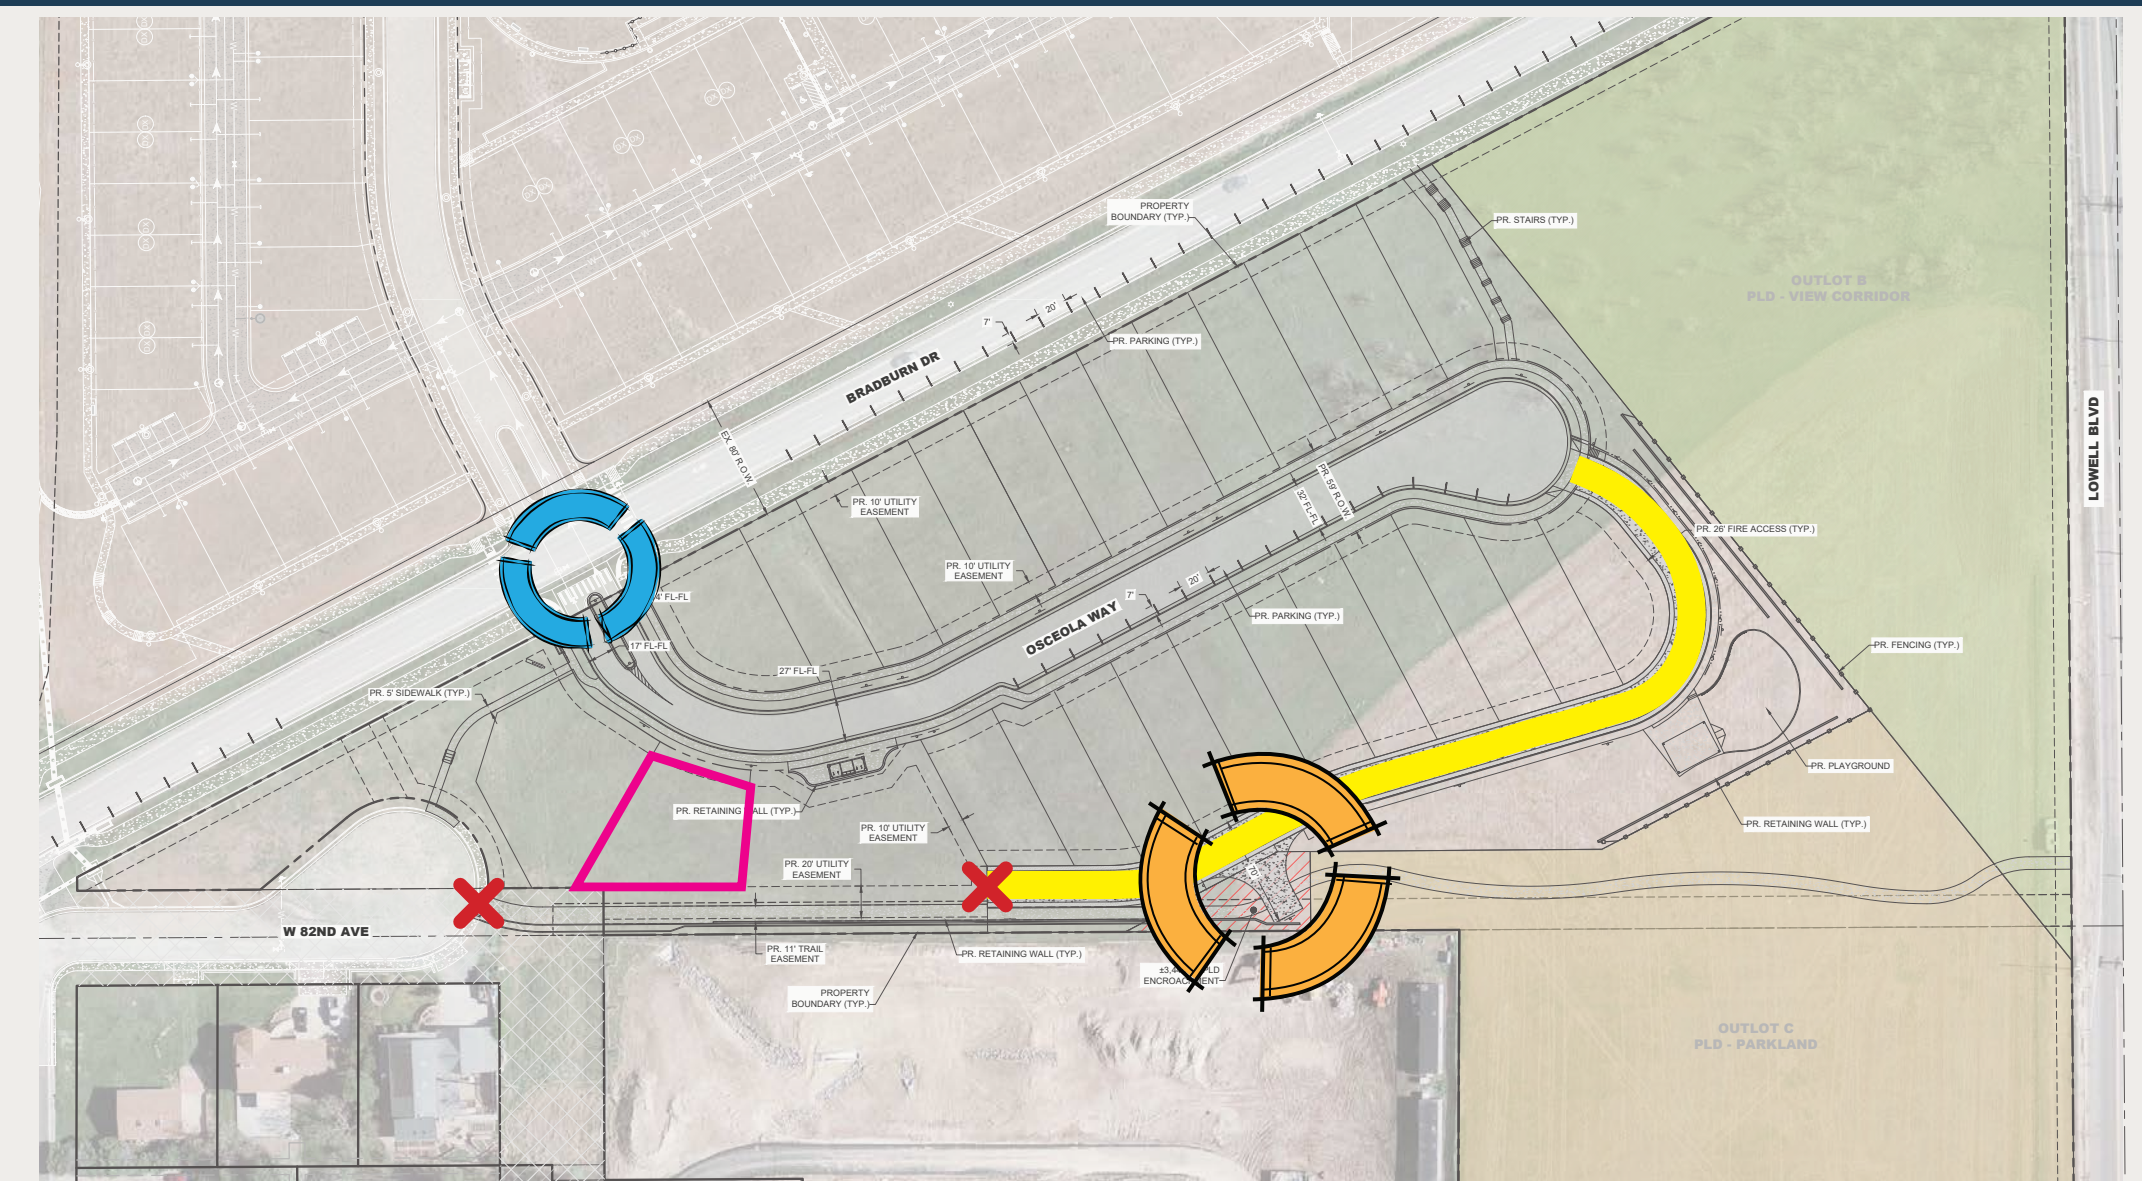 PROPERTY
BOUNDARY (TYP.)
PR. STAIRS (TYP.)
OUTLOT B
PLD - VIEW CORRIDOR
20'
7'
PR. PARKING (TYP.)
BRADBURN DR
LOWELL BLVD
EX. 80' R.O.W.
PR. 59' R.O.W.
32' FL-FL
PR. 10' UTILITY
EASEMENT
PR. 26' FIRE ACCESS (TYP.)
PR. 10' UTILITY
EASEMENT
20'
7'
4' FL-FL
PR. PARKING (TYP.)
OSCEOLA WAY
17' FL-FL
PR. FENCING (TYP.)
27' FL-FL
PR. 5' SIDEWALK (TYP.)
PR. PLAYGROUND
PR. RETAINING WALL (TYP.)
PR. RETAINING WALL (TYP.)
PR. 10' UTILITY
EASEMENT
PR. 20' UTILITY
EASEMENT
70'
W 82ND AVE
PR. 11' TRAIL
EASEMENT
PR. RETAINING WALL (TYP.)
PLD
ENCROACHMENT
PROPERTY
BOUNDARY (TYP.)
OUTLOT C
PLD - PARKLAND